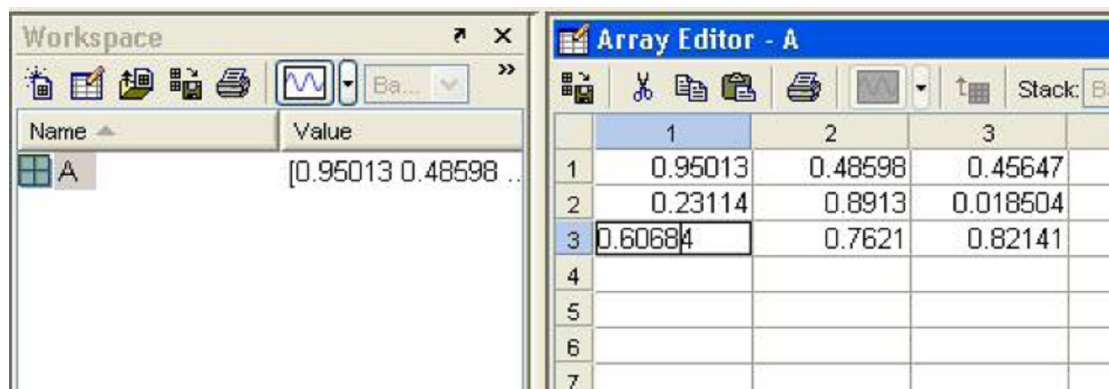 Workspace
Ba...
»
Name
Value
A
[0.95013 0.48598 ..
Array Editor - A
Stack: Ba
1 2 3
1 0.95013 0.48598 0.45647
2 0.23114 0.8913 0.018504
3 0.60684 0.7621 0.82141
4
5
6
7